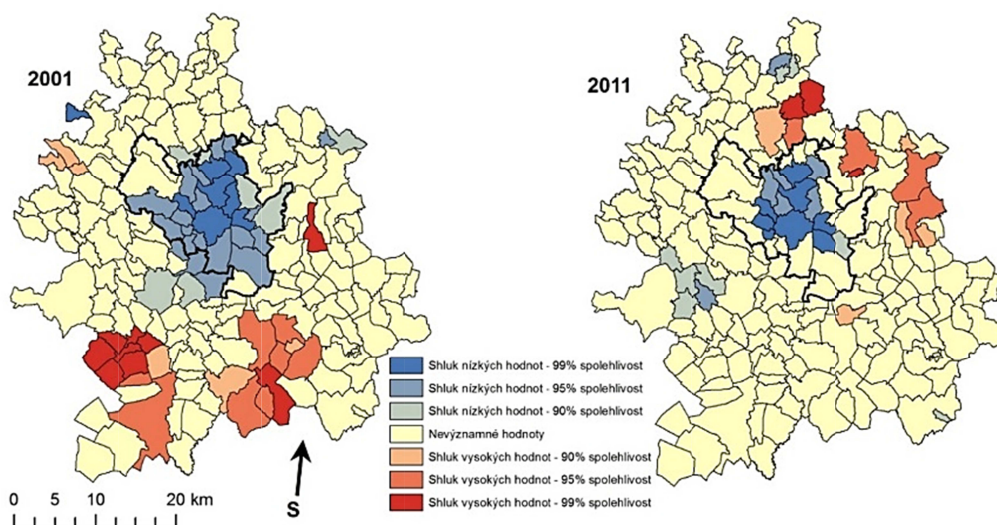 2001
2011
Shluk nízkých hodnot - 99% spolehlivost
Shluk nízkých hodnot - 95% spolehlivost
Shluk nízkých hodnot - 90% spolehlivost
Nevýznamné hodnoty
Shluk vysokých hodnot - 90% spolehlivost
Shluk vysokých hodnot - 95% spolehlivost
Shluk vysokých hodnot - 99% spolehlivost
0 5 10 20 km
S